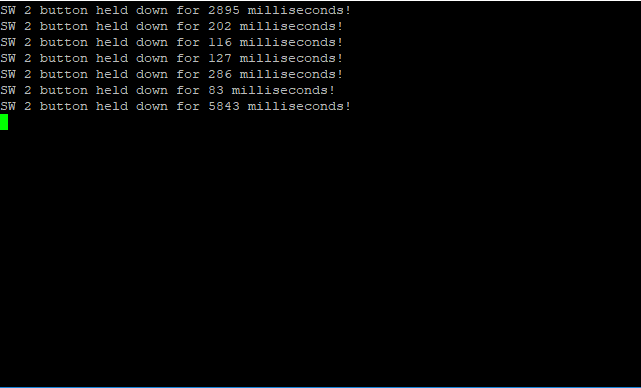 SW 2 button held down for 2895 milliseconds!
SW 2 button held down for 202 milliseconds!
SW 2 button held down for 116 milliseconds!
SW 2 button held down for 127 milliseconds!
SW 2 button held down for 286 milliseconds!
SW 2 button held down for 83 milliseconds!
SW 2 button held down for 5843 milliseconds!